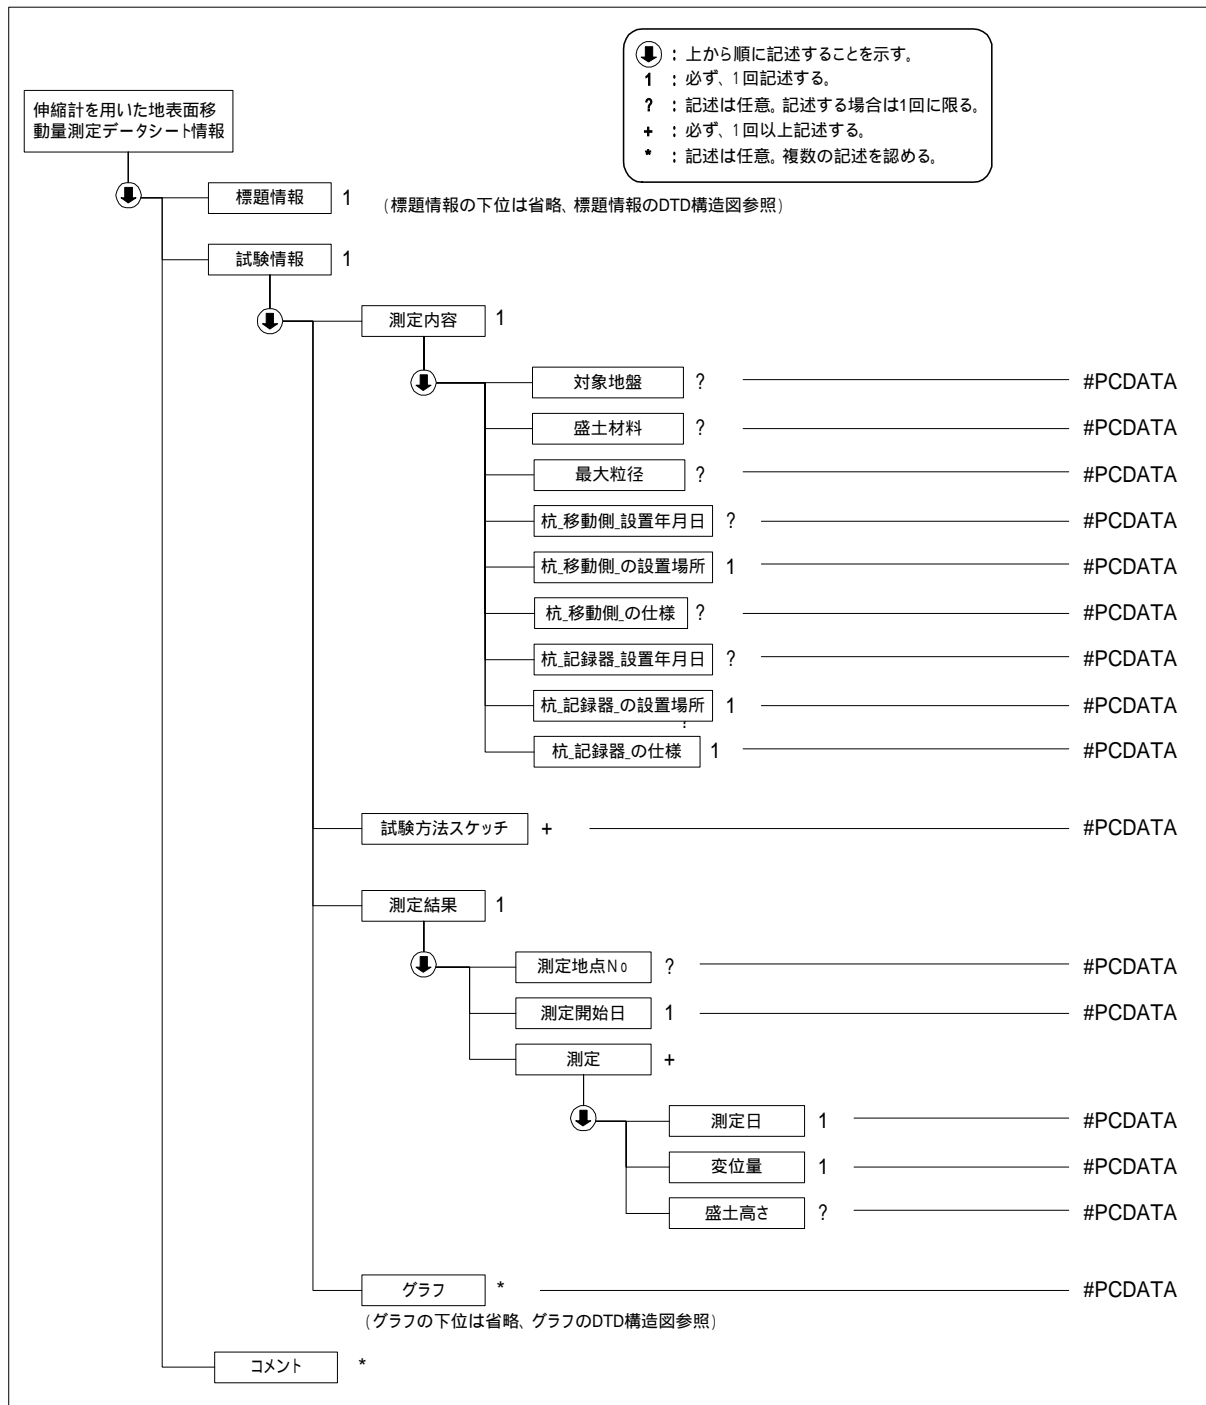 ：上から順に記述することを示す。
1 ：必ず、1回記述する。
? ：記述は任意。記述する場合は1回に限る。
+ ：必ず、1回以上記述する。
* ：記述は任意。複数の記述を認める。
伸縮計を用いた地表面移
動量測定データシート情報
標題情報 1 (標題情報の下位は省略、標題情報のDTD構造図参照)
試験情報 1
測定内容 1
対象地盤 ? #PCDATA
盛土材料 ? #PCDATA
最大粒径 ? #PCDATA
杭_移動側_設置年月日 ? #PCDATA
杭_移動側_の設置場所 1 #PCDATA
杭_移動側_の仕様 ? #PCDATA
杭_記録器_設置年月日 ? #PCDATA
杭_記録器_の設置場所 1 #PCDATA
?
杭_記録器_の仕様 1 #PCDATA
試験方法スケッチ + #PCDATA
測定結果 1
測定地点No ? #PCDATA
測定開始日 1 #PCDATA
測定 +
測定日 1 #PCDATA
変位量 1 #PCDATA
盛土高さ ? #PCDATA
グラフ * #PCDATA
(グラフの下位は省略、グラフのDTD構造図参照)
コメント *